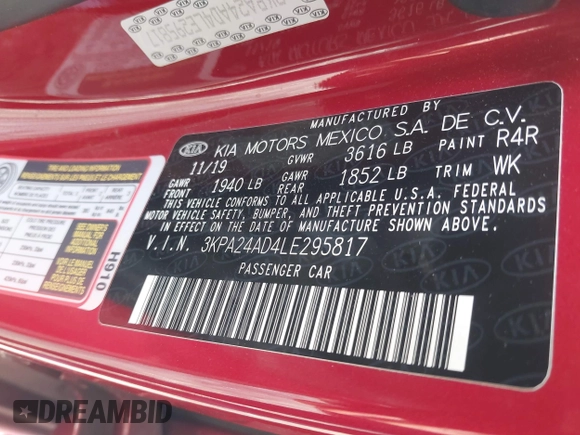 MANUFACTURED BY
KIA KIA MOTORS MEXICO S.A. DE C.V.
11/19 GVWR 3616 LB PAINT R4R
GAWR FRONT 1940 LB GAWR REAR 1852 LB TRIM WK
THIS VEHICLE CONFORMS TO ALL APPLICABLE U.S.A. FEDERAL
MOTOR VEHICLE SAFETY, BUMPER, AND THEFT PREVENTION
STANDARDS IN EFFECT ON THE DATE OF MANUFACTURE SHOWN ABOVE.
V.I.N. 3KPA24AD4LE295817
PASSENGER CAR
H910
DREAMBID